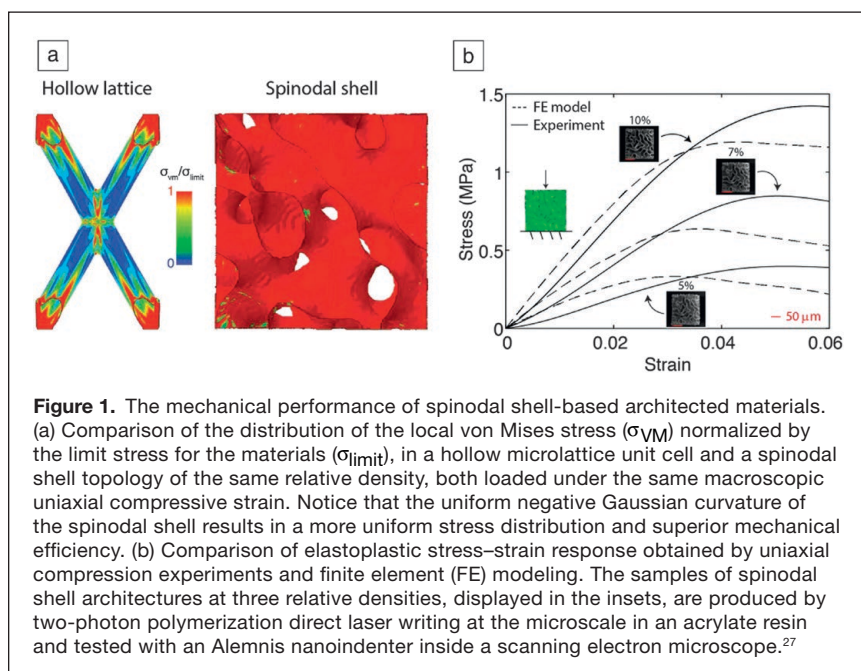 a
Hollow lattice
Spinodal shell
σvm/σlimit
1
0
b
Stress (MPa)
1.5
1
0.5
0
0
0.02
0.04
0.06
Strain
FE model
Experiment
10%
7%
5%
50 μm
Figure 1. The mechanical performance of spinodal shell-based architected materials.
(a) Comparison of the distribution of the local von Mises stress (σVM) normalized by
the limit stress for the materials (σlimit), in a hollow microlattice unit cell and a spinodal
shell topology of the same relative density, both loaded under the same macroscopic
uniaxial compressive strain. Notice that the uniform negative Gaussian curvature of
the spinodal shell results in a more uniform stress distribution and superior mechanical
efficiency. (b) Comparison of elastoplastic stress–strain response obtained by uniaxial
compression experiments and finite element (FE) modeling. The samples of spinodal
shell architectures at three relative densities, displayed in the insets, are produced by
two-photon polymerization direct laser writing at the microscale in an acrylate resin
and tested with an Alemnis nanoindenter inside a scanning electron microscope.27